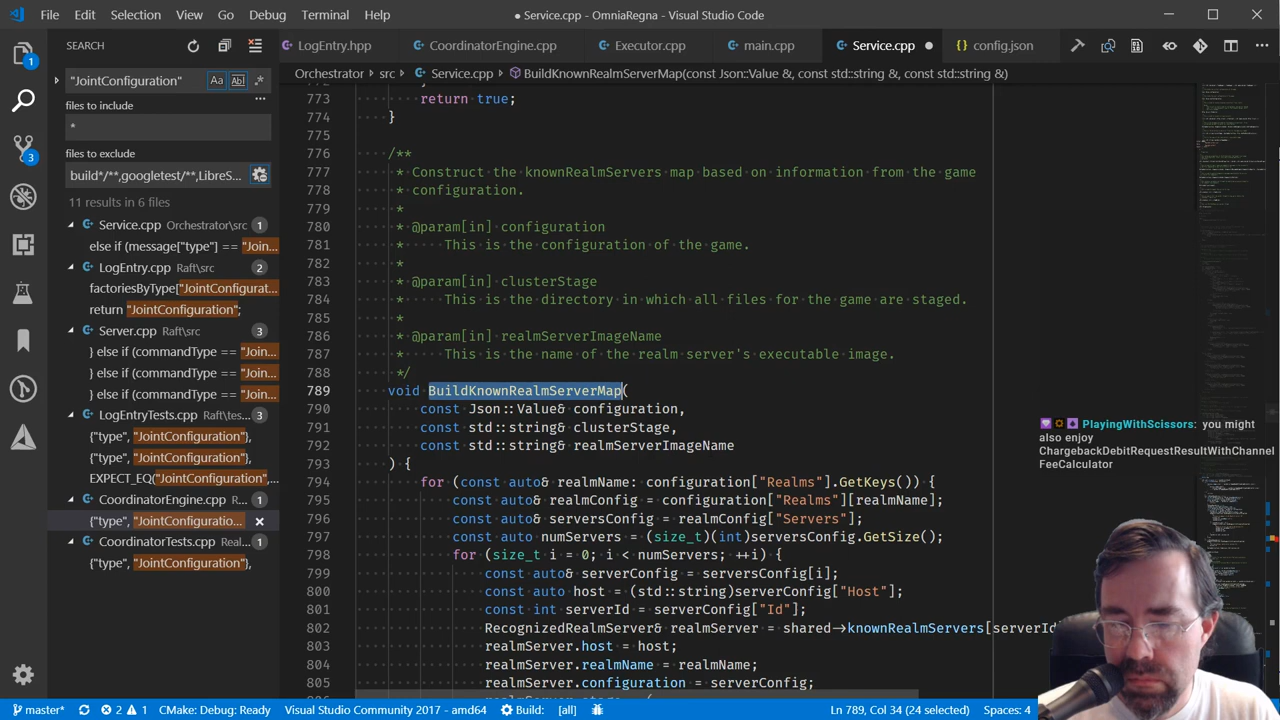 File Edit Selection View Go Debug Terminal Help
● Service.cpp - OmniaRegna - Visual Studio Code
SEARCH
LogEntry.hpp CoordinatorEngine.cpp Executor.cpp main.cpp Service.cpp config.json
"JointConfiguration" Aa Abl .*
files to include
*
files to exclude
build*/**,googletest/**,LibreS...
11 results in 6 files
Service.cpp Orchestrator\src 1
else if (message["type"] == "Join...
LogEntry.cpp Raft\src 2
factoriesByType["JointConfigurat...
return "JointConfiguration";
Server.cpp Raft\src 3
} else if (commandType == "Join...
} else if (commandType == "Join...
} else if (commandType == "Join...
LogEntryTests.cpp Raft\tes... 3
{"type", "JointConfiguration"},
{"type", "JointConfiguration"},
EXPECT_EQ("JointConfiguration",
CoordinatorEngine.cpp R... 1
{"type", "JointConfiguratio...
CoordinatorTests.cpp Rea... 1
{"type", "JointConfiguration"},
Orchestrator › src › Service.cpp › BuildKnownRealmServerMap(const Json::Value &, const std::string &, const std::string &)
773 return true;
774 }
775
776 /**
777 * Construct the knownRealmServers map based on information from the game
778 * configuration.
779 *
780 * @param[in] configuration
781 * This is the configuration of the game.
782 *
783 * @param[in] clusterStage
784 * This is the directory in which all files for the game are staged.
785 *
786 * @param[in] realmServerImageName
787 * This is the name of the realm server's executable image.
788 */
789 void BuildKnownRealmServerMap(
790 const Json::Value& configuration,
791 const std::string& clusterStage,
792 const std::string& realmServerImageName
793 ) {
794 for (const auto& realmName: configuration["Realms"].GetKeys()) {
795 const auto& realmConfig = configuration["Realms"][realmName];
796 const auto& serversConfig = realmConfig["Servers"];
797 const auto numServers = (size_t)(int)serversConfig.GetSize();
798 for (size_t i = 0; i < numServers; ++i) {
799 const auto& serverConfig = serversConfig[i];
800 const auto host = (std::string)serverConfig["Host"];
801 const int serverId = serverConfig["Id"];
802 RecognizedRealmServer& realmServer = shared->knownRealmServers[serverId
803 realmServer.host = host;
804 realmServer.realmName = realmName;
805 realmServer.configuration = serverConfig;
PlayingWithScissors: you might
also enjoy
ChargebackDebitRequestResultWithChannel
FeeCalculator
1
3
master* 2 1 CMake: Debug: Ready Visual Studio Community 2017 - amd64 Build: [all] Ln 789, Col 34 (24 selected) Spaces: 4